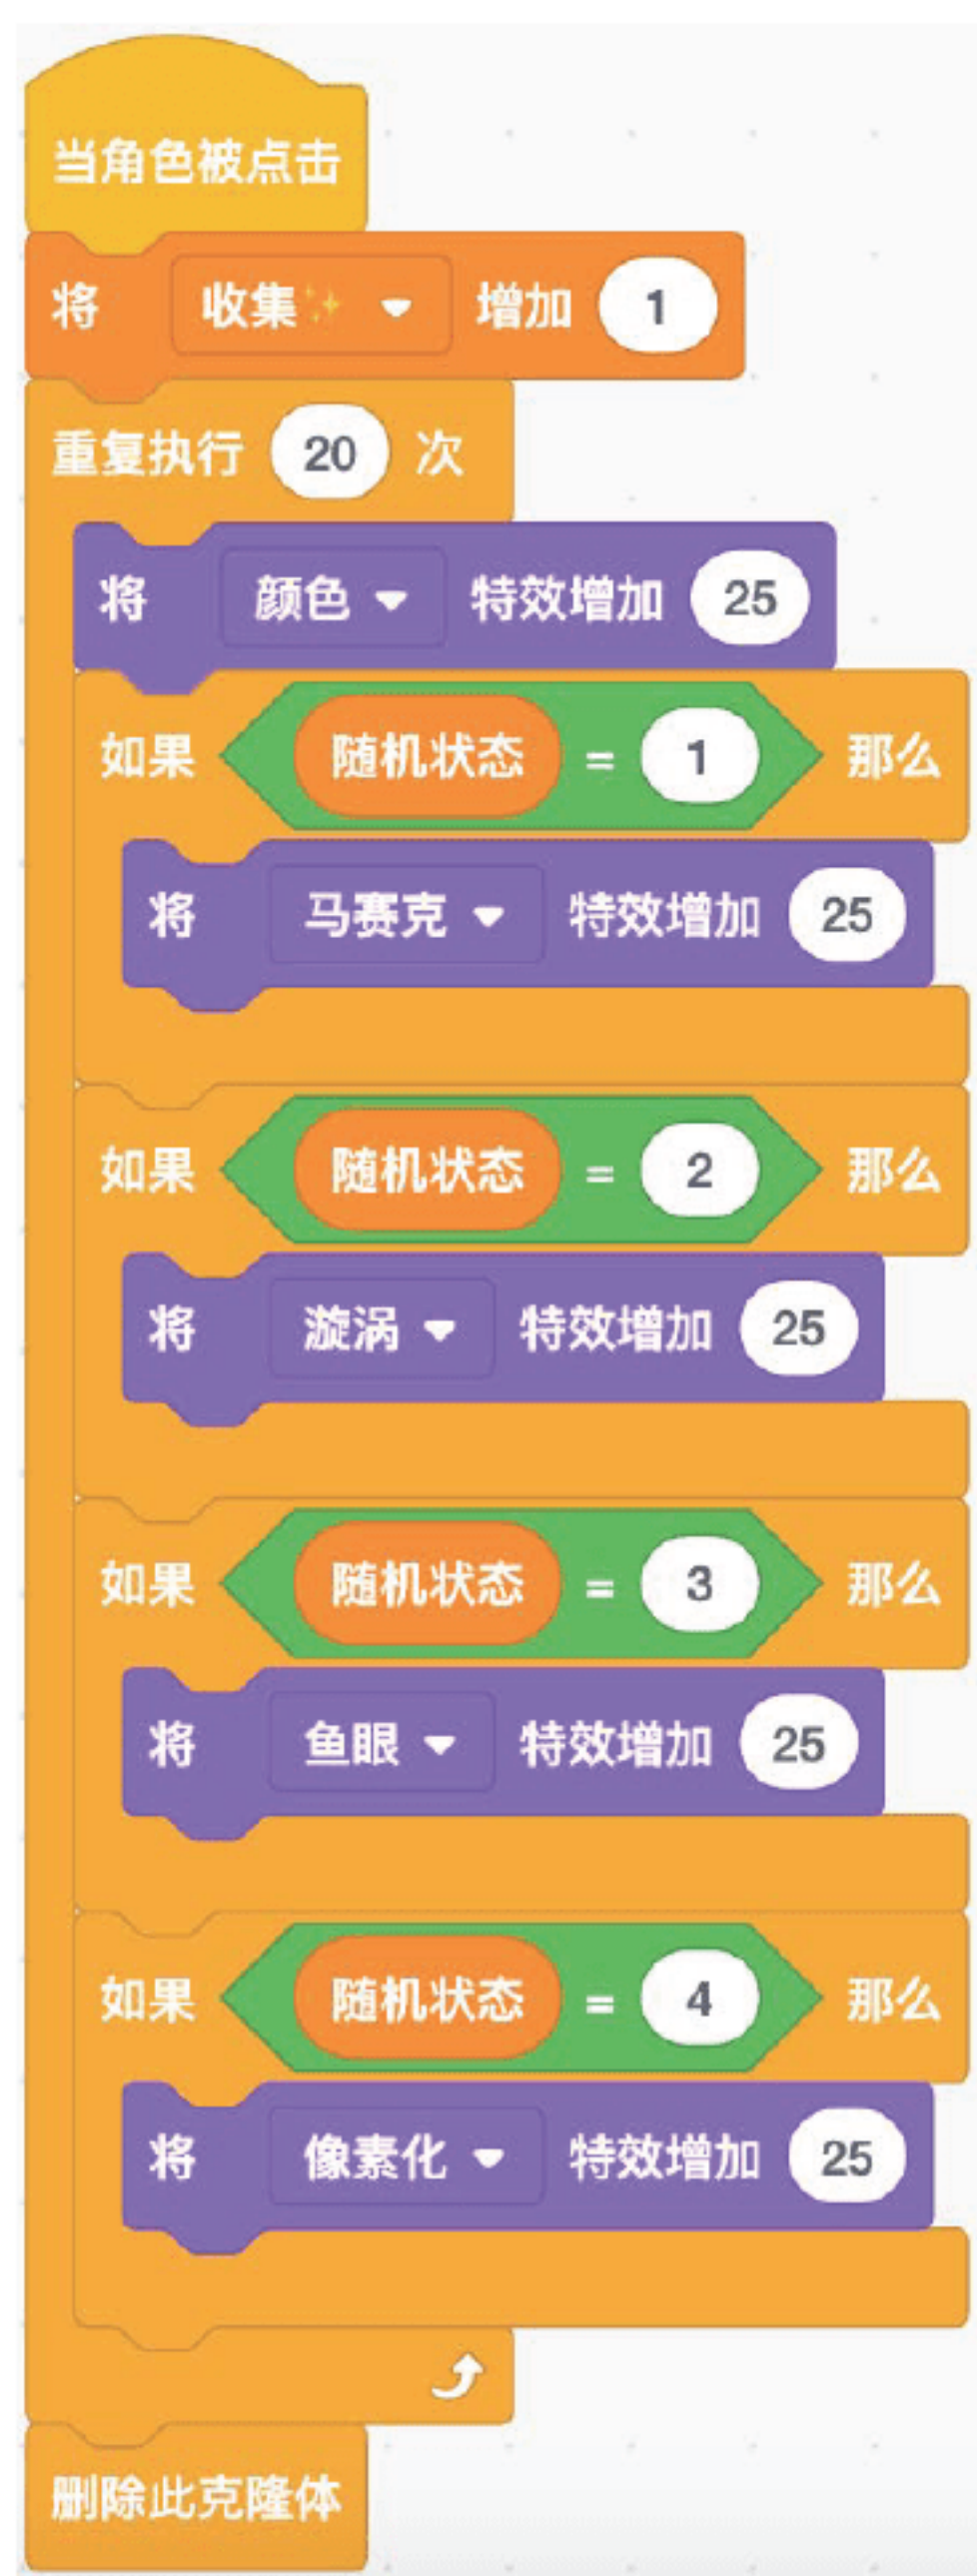 当角色被点击
将 收集✨ 增加 1
重复执行 20 次
将 颜色 特效增加 25
如果 随机状态 = 1 那么
将 马赛克 特效增加 25
如果 随机状态 = 2 那么
将 漩涡 特效增加 25
如果 随机状态 = 3 那么
将 鱼眼 特效增加 25
如果 随机状态 = 4 那么
将 像素化 特效增加 25
删除此克隆体